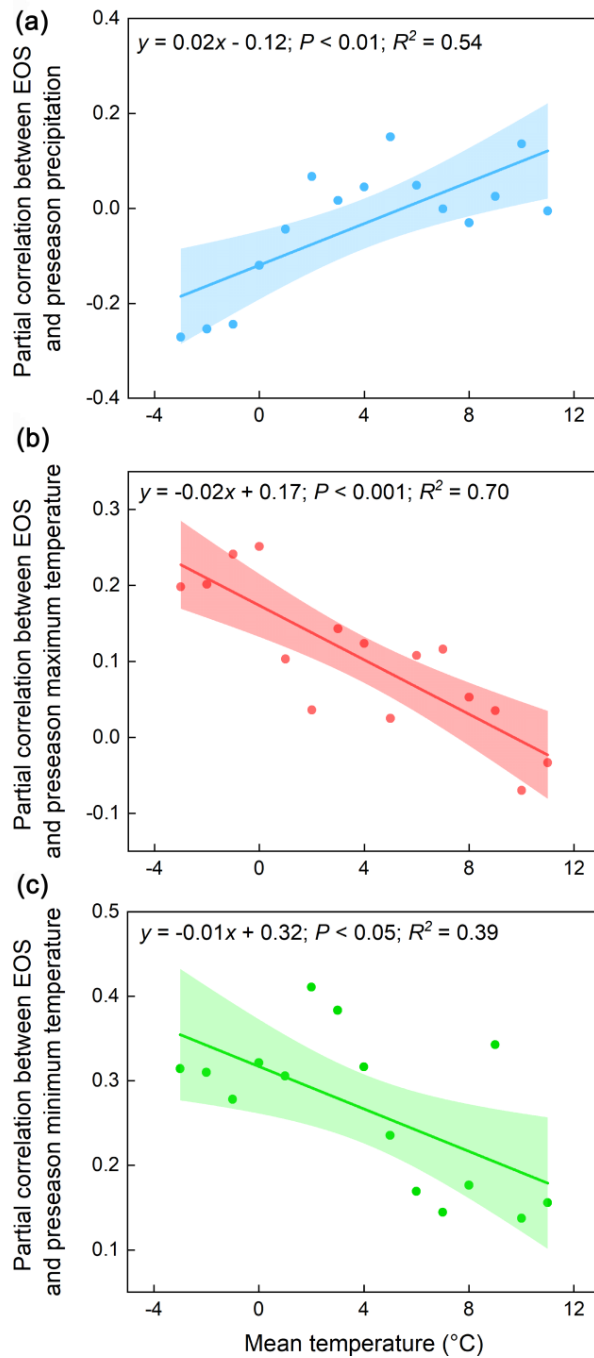 (a)
y = 0.02x - 0.12; P < 0.01; R² = 0.54
Partial correlation between EOS
and preseason precipitation
0.4
0.2
0.0
-0.2
-0.4
-4 0 4 8 12
(b)
y = -0.02x + 0.17; P < 0.001; R² = 0.70
Partial correlation between EOS
and preseason maximum temperature
0.3
0.2
0.1
0.0
-0.1
-4 0 4 8 12
(c)
y = -0.01x + 0.32; P < 0.05; R² = 0.39
Partial correlation between EOS
and preseason minimum temperature
0.5
0.4
0.3
0.2
0.1
-4 0 4 8 12
Mean temperature (°C)